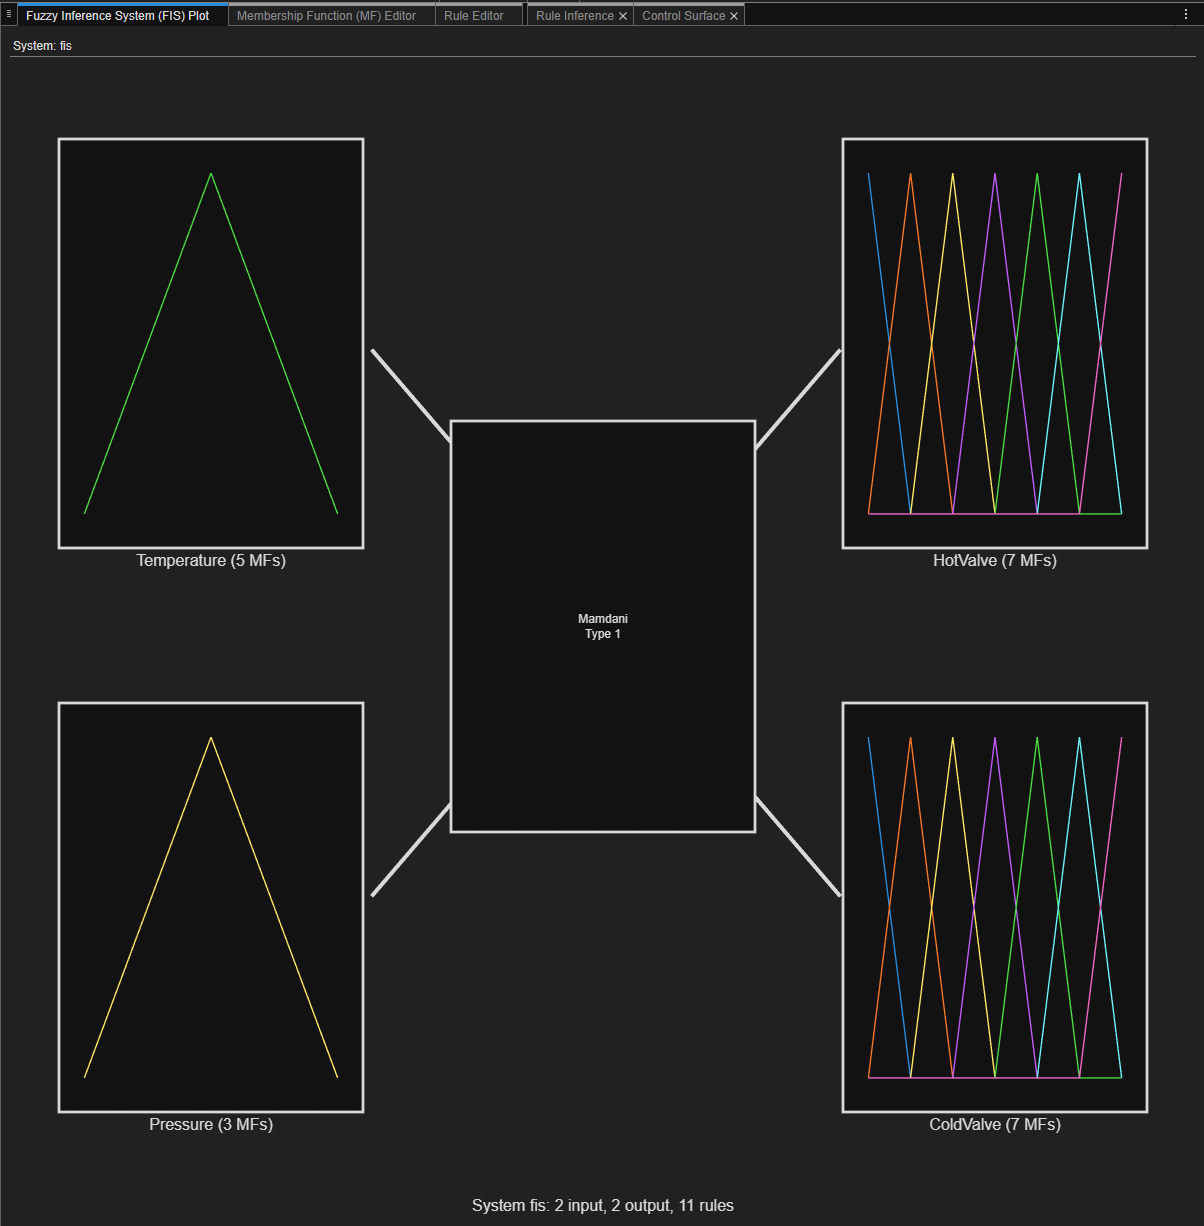 Fuzzy Inference System (FIS) Plot Membership Function (MF) Editor Rule Editor Rule Inference Control Surface
System: fis
Temperature (5 MFs)
HotValve (7 MFs)
Mamdani
Type 1
Pressure (3 MFs)
ColdValve (7 MFs)
System fis: 2 input, 2 output, 11 rules